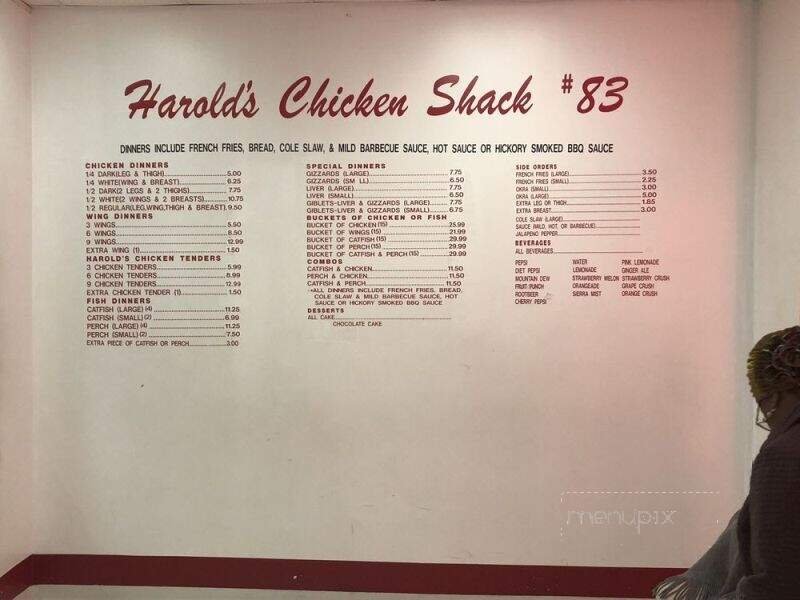 Harold's Chicken Shack #83
DINNERS INCLUDE FRENCH FRIES, BREAD, COLE SLAW, & MILD BARBECUE SAUCE, HOT SAUCE OR HICKORY SMOKED BBQ SAUCE
CHICKEN DINNERS
1/4 DARK(LEG & THIGH) 5.00
1/4 WHITE(WING & BREAST) 6.25
1/2 DARK(2 LEGS & 2 THIGHS) 7.75
1/2 WHITE(2 WINGS & 2 BREASTS) 10.75
1/2 REGULAR(LEG,WING,THIGH & BREAST) 9.50
WING DINNERS
3 WINGS 5.50
6 WINGS 8.50
9 WINGS 12.99
EXTRA WING (1) 1.50
HAROLD'S CHICKEN TENDERS
3 CHICKEN TENDERS 5.99
6 CHICKEN TENDERS 8.99
9 CHICKEN TENDERS 12.99
EXTRA CHICKEN TENDER (1) 1.50
FISH DINNERS
CATFISH (LARGE) (4) 11.25
CATFISH (SMALL) (2) 6.99
PERCH (LARGE) (4) 11.25
PERCH (SMALL) (2) 7.50
EXTRA PIECE OF CATFISH OR PERCH 3.00
SPECIAL DINNERS
GIZZARDS (LARGE) 7.75
GIZZARDS (SM LL) 6.50
LIVER (LARGE) 7.75
LIVER (SMALL) 6.50
GIBLETS-LIVER & GIZZARDS (LARGE) 7.75
GIBLETS-LIVER & GIZZARDS (SMALL) 6.75
BUCKETS OF CHICKEN OR FISH
BUCKET OF CHICKEN (15) 25.99
BUCKET OF WINGS (15) 21.99
BUCKET OF CATFISH (15) 29.99
BUCKET OF PERCH (15) 29.99
BUCKET OF CATFISH & PERCH (15) 29.99
COMBOS
CATFISH & CHICKEN 11.50
PERCH & CHICKEN 11.50
CATFISH & PERCH 11.50
*ALL DINNERS INCLUDE FRENCH FRIES, BREAD,
COLE SLAW & MILD BARBECUE SAUCE, HOT
SAUCE OR HICKORY SMOKED BBQ SAUCE
DESSERTS
ALL CAKE
CHOCOLATE CAKE
SIDE ORDERS
FRENCH FRIES (LARGE) 3.50
FRENCH FRIES (SMALL) 2.25
OKRA (SMALL) 3.00
OKRA (LARGE) 5.00
EXTRA LEG OR THIGH 1.65
EXTRA BREAST 3.00
COLE SLAW (LARGE)
SAUCE (MILD, HOT, OR BARBECUE)
JALAPENO PEPPER
BEVERAGES
ALL BEVERAGES
PEPSI WATER PINK LEMONADE
DIET PEPSI LEMONADE GINGER ALE
MOUNTAIN DEW STRAWBERRY MELON STRAWBERRY CRUSH
FRUIT PUNCH ORANGEADE GRAPE CRUSH
ROOTBEER SIERRA MIST ORANGE CRUSH
CHERRY PEPSI
menupix